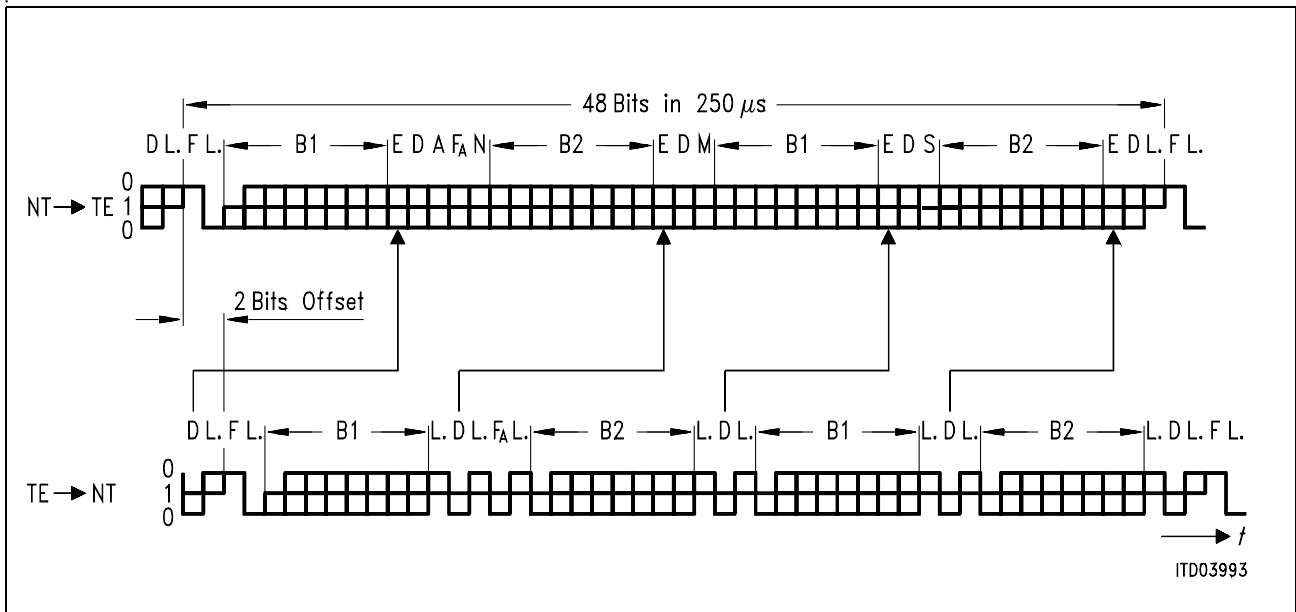 48 Bits in 250 μs
D L. F L. B1 E D A FA N B2 E D M B1 E D S B2 E D L. F L.
0
NT → TE 1
0
2 Bits Offset
D L. F L. B1 L. D L. FA L. B2 L. D L. B1 L. D L. B2 L. D L. F L.
0
TE → NT 1
0
t
ITD03993